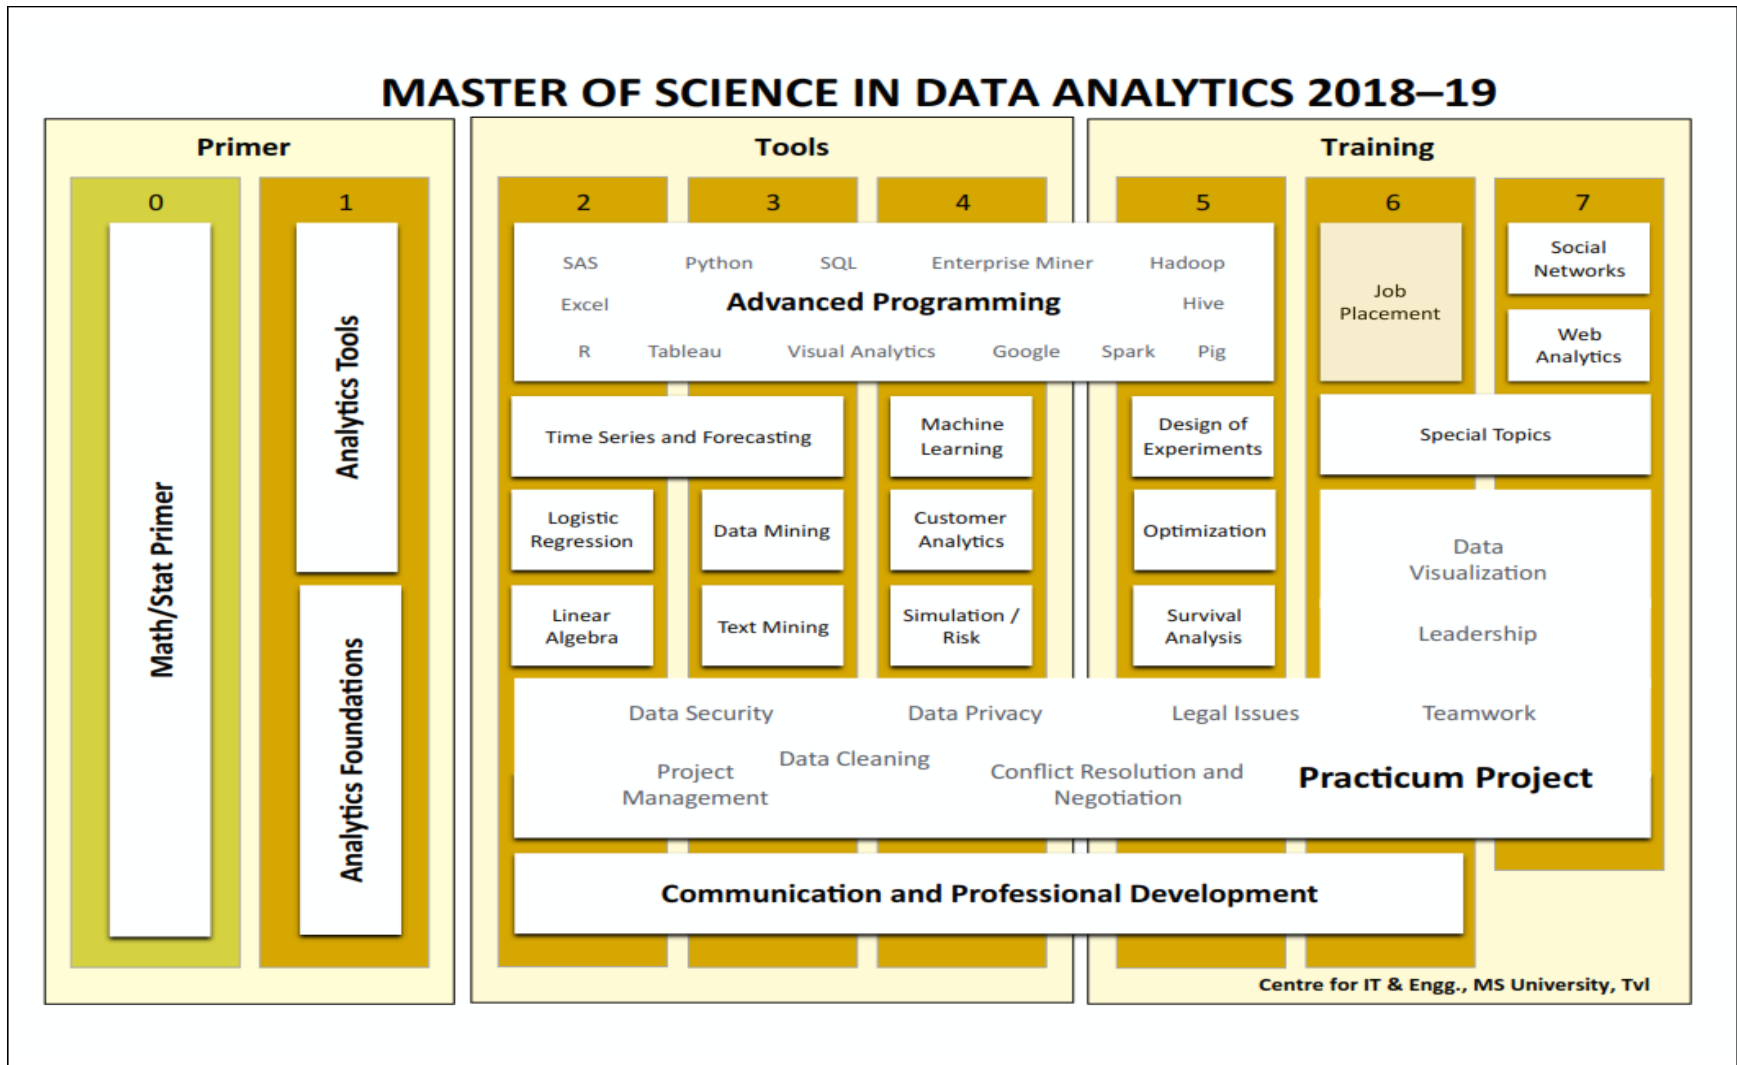 MASTER OF SCIENCE IN DATA ANALYTICS 2018–19
Primer
0
1
Math/Stat Primer
Analytics Tools
Analytics Foundations
Tools
2
3
4
Training
5
6
7
SAS
Python
SQL
Enterprise Miner
Hadoop
Excel
Advanced Programming
Hive
R
Tableau
Visual Analytics
Google
Spark
Pig
Job
Placement
Social
Networks
Web
Analytics
Time Series and Forecasting
Machine
Learning
Design of
Experiments
Special Topics
Logistic
Regression
Data Mining
Customer
Analytics
Optimization
Data
Visualization
Linear
Algebra
Text Mining
Simulation /
Risk
Survival
Analysis
Leadership
Data Security
Data Privacy
Legal Issues
Teamwork
Project
Management
Data Cleaning
Conflict Resolution and
Negotiation
Practicum Project
Communication and Professional Development
Centre for IT & Engg., MS University, Tvl